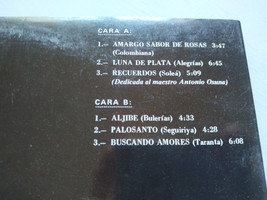 CARA A:
1.— AMARGO SABOR DE ROSAS 3:47
(Colombiana)
2.— LUNA DE PLATA (Alegrías) 6:45
3.— RECUERDOS (Soleá) 5:09
(Dedicada al maestro Antonio Osuna)
CARA B:
1.— ALJIBE (Bulerías) 4:33
2.— PALOSANTO (Seguiriya) 4:28
3.— BUSCANDO AMORES (Taranta) 6:08